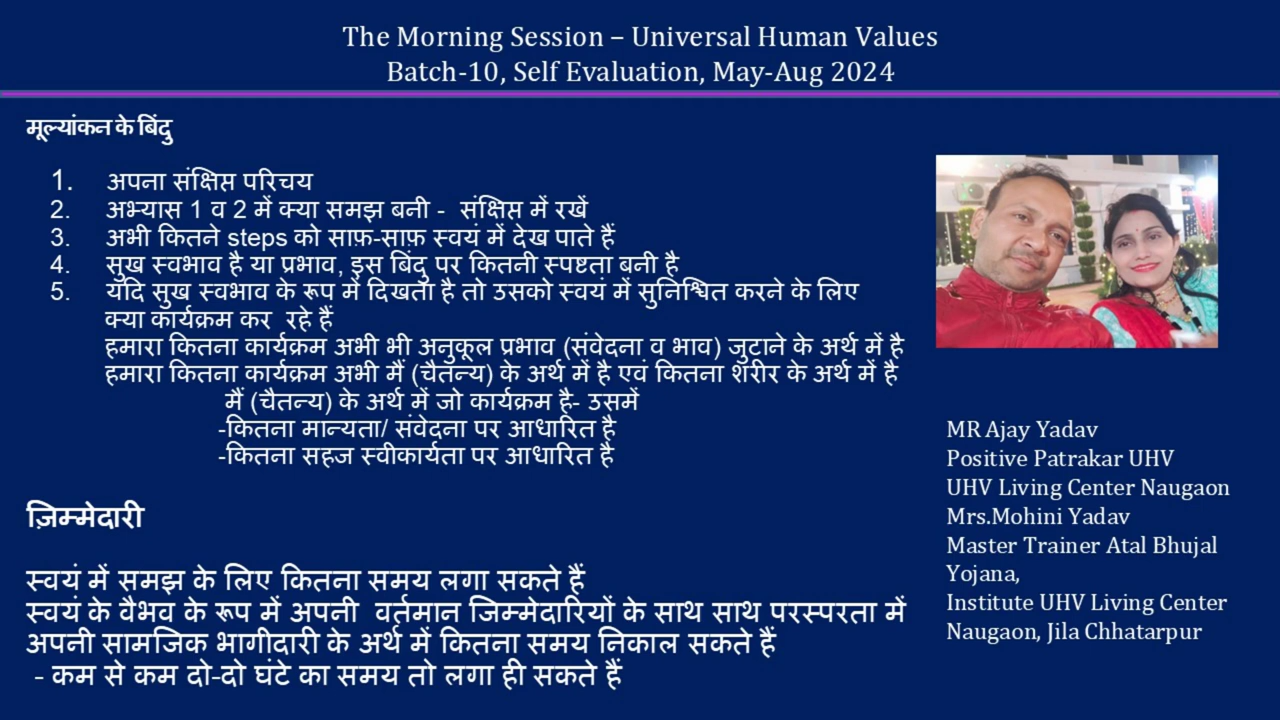 The Morning Session – Universal Human Values
Batch-10, Self Evaluation, May-Aug 2024
मूल्यांकन के बिंदु
1. अपना संक्षिप्त परिचय
2. अभ्यास 1 व 2 में क्या समझ बनी - संक्षिप्त में रखें
3. अभी कितने steps को साफ़-साफ़ स्वयं में देख पाते हैं
4. सुख स्वभाव है या प्रभाव, इस बिंदु पर कितनी स्पष्टता बनी है
5. यदि सुख स्वभाव के रूप में दिखता है तो उसको स्वयं में सुनिश्चित करने के लिए
क्या कार्यक्रम कर रहे हैं
हमारा कितना कार्यक्रम अभी भी अनुकूल प्रभाव (संवेदना व भाव) जुटाने के अर्थ में है
हमारा कितना कार्यक्रम अभी मैं (चैतन्य) के अर्थ में है एवं कितना शरीर के अर्थ में है
मैं (चैतन्य) के अर्थ में जो कार्यक्रम है- उसमें
-कितना मान्यता/ संवेदना पर आधारित है
-कितना सहज स्वीकार्यता पर आधारित है
ज़िम्मेदारी
स्वयं में समझ के लिए कितना समय लगा सकते हैं
स्वयं के वैभव के रूप में अपनी वर्तमान जिम्मेदारियों के साथ साथ परस्परता में
अपनी सामजिक भागीदारी के अर्थ में कितना समय निकाल सकते हैं
- कम से कम दो-दो घंटे का समय तो लगा ही सकते हैं
MR Ajay Yadav
Positive Patrakar UHV
UHV Living Center Naugaon
Mrs.Mohini Yadav
Master Trainer Atal Bhujal
Yojana,
Institute UHV Living Center
Naugaon, Jila Chhatarpur